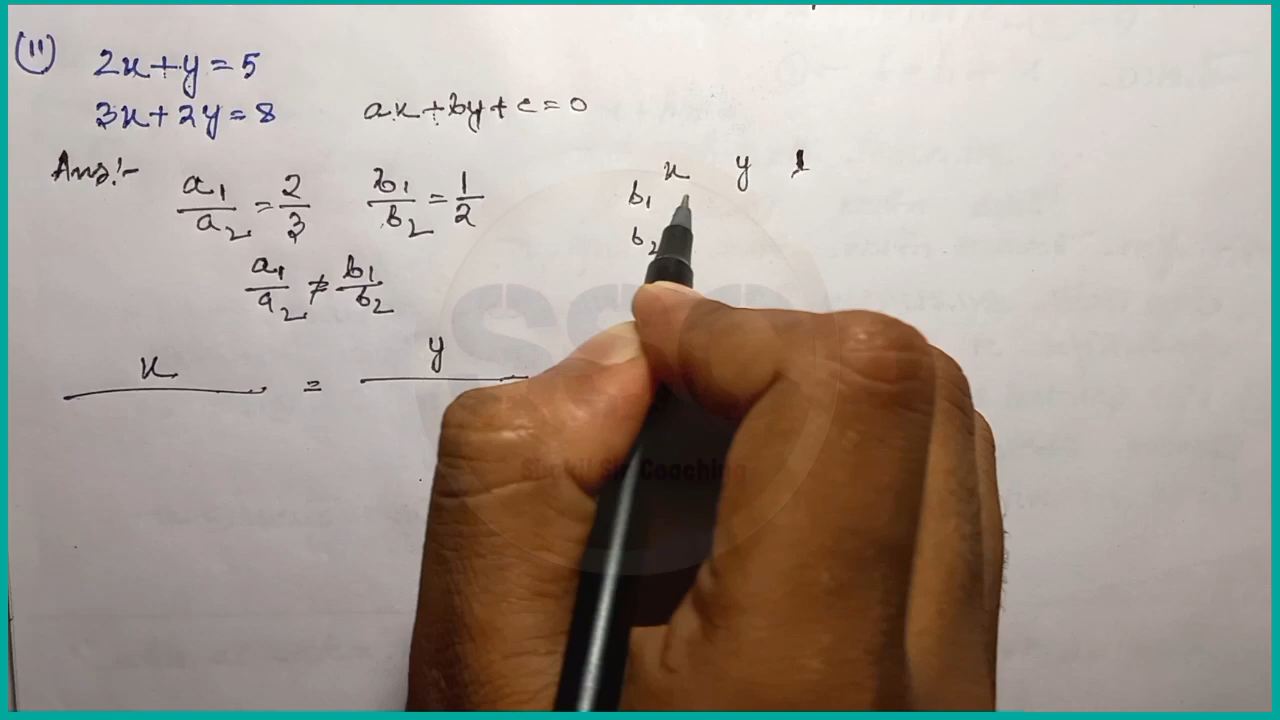 (11) 2x+y=5
3x+2y=8
ax+by+c=0
Ans:-
a1/a2 = 2/3 b1/b2 = 1/2
a1/a2 ≠ b1/b2
x = y
x y 1
b1
b2